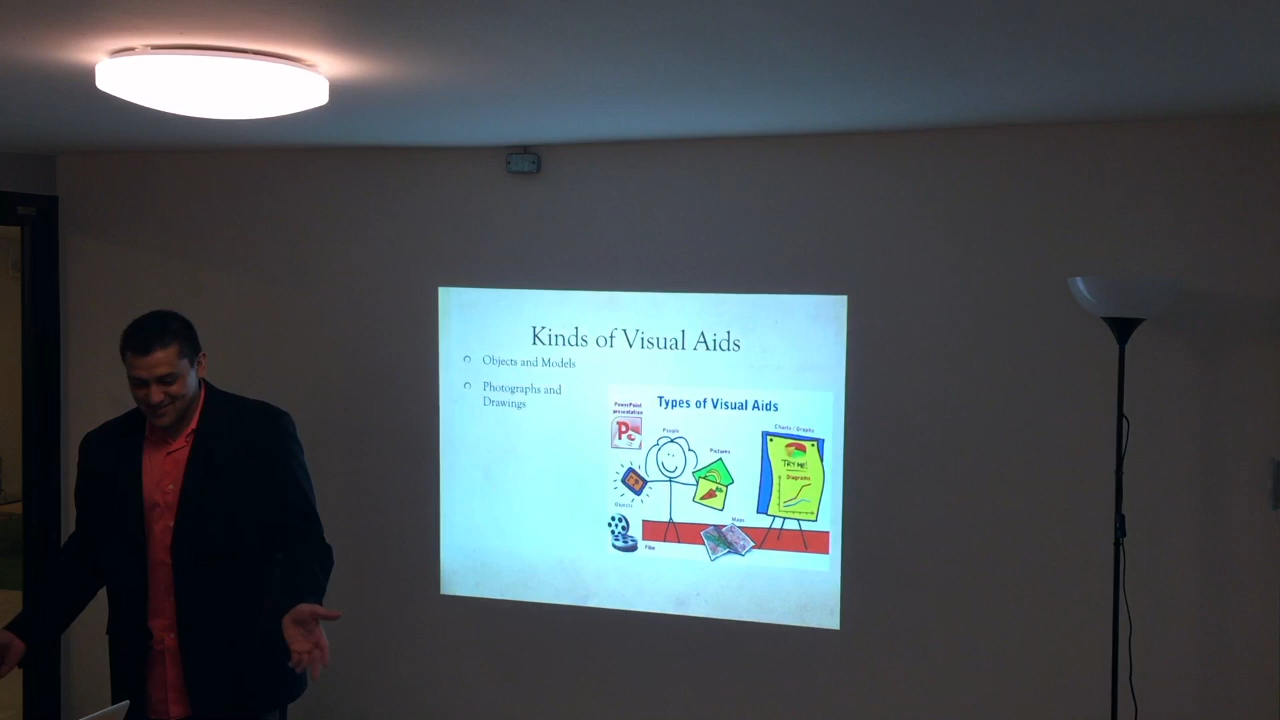 Kinds of Visual Aids
Objects and Models
Photographs and
Drawings
Types of Visual Aids
PowerPoint
presentation
P
People
Pictures
Charts / Graphs
TRY ME!
Diagrams
Objects
Maps
Film